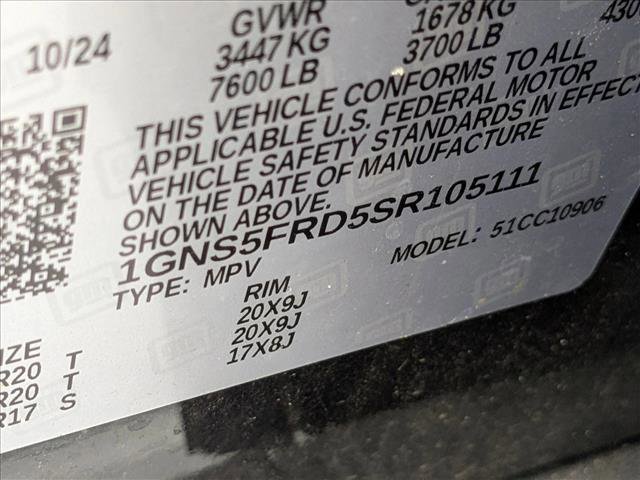 10/24
GVWR
3447 KG
7600 LB
1678 KG
3700 LB
430
THIS VEHICLE CONFORMS TO ALL
APPLICABLE U.S. FEDERAL MOTOR
VEHICLE SAFETY STANDARDS IN EFFECT
ON THE DATE OF MANUFACTURE
SHOWN ABOVE.
1GNS5FRD5SR105111
TYPE: MPV
MODEL: 51CC10906
RIM
20X9J
20X9J
17X8J
IZE
R20 T
R20 T
R17 S